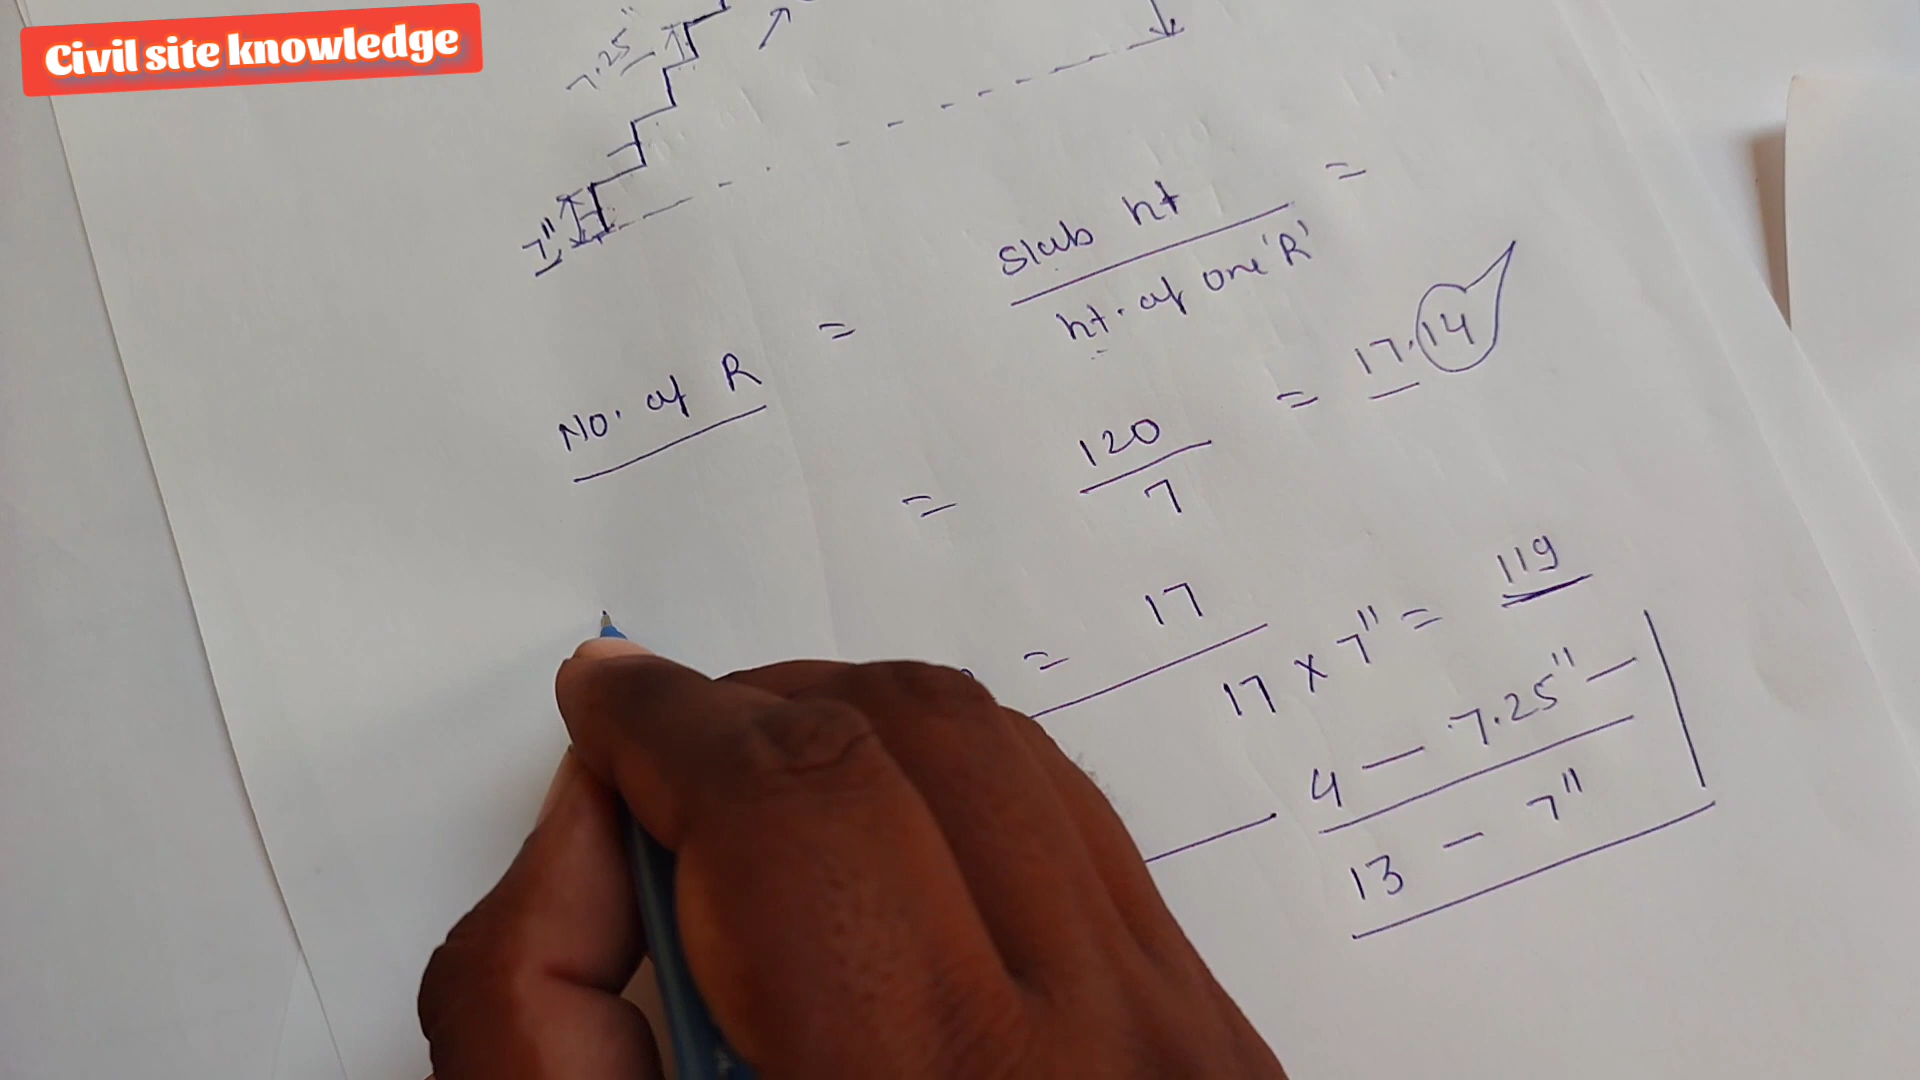 Civil site knowledge
7.25"
7"
No. of R = slab ht / ht. of one 'R' =
= 120 / 7 = 17.14
= 17
17 x 7" = 119
4 — 7.25" —
13 — 7"